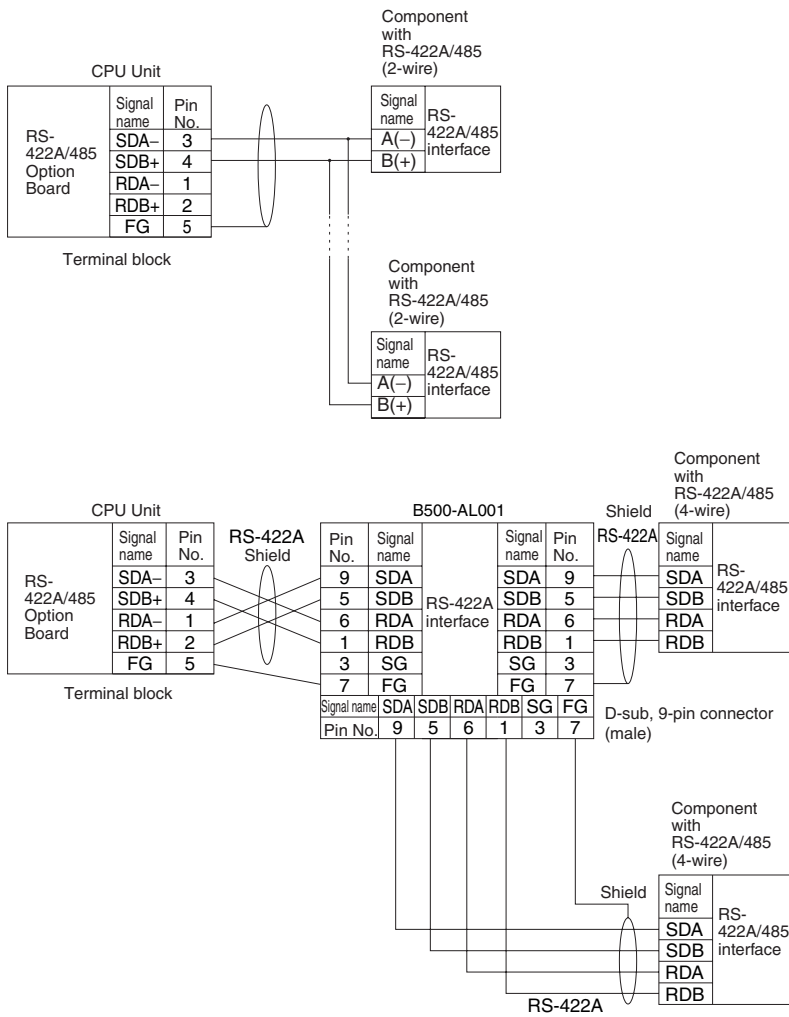 Component
with
RS-422A/485
(2-wire)
CPU Unit
RS-
422A/485
Option
Board
Signal
name
Pin
No.
SDA− 3
SDB+ 4
RDA− 1
RDB+ 2
FG 5
Terminal block
Signal
name
A(−)
B(+)
RS-
422A/485
interface
Component
with
RS-422A/485
(2-wire)
Signal
name
A(−)
B(+)
RS-
422A/485
interface
CPU Unit
RS-
422A/485
Option
Board
Signal
name
Pin
No.
SDA− 3
SDB+ 4
RDA− 1
RDB+ 2
FG 5
Terminal block
RS-422A
Shield
B500-AL001
Pin
No.
Signal
name
9 SDA
5 SDB
6 RDA
1 RDB
3 SG
7 FG
RS-422A
interface
Signal
name
Pin
No.
SDA 9
SDB 5
RDA 6
RDB 1
SG 3
FG 7
Signal name SDA SDB RDA RDB SG FG
Pin No. 9 5 6 1 3 7
Shield
RS-422A
Component
with
RS-422A/485
(4-wire)
Signal
name
SDA
SDB
RDA
RDB
RS-
422A/485
interface
D-sub, 9-pin connector
(male)
Component
with
RS-422A/485
(4-wire)
Shield
Signal
name
SDA
SDB
RDA
RDB
RS-
422A/485
interface
RS-422A